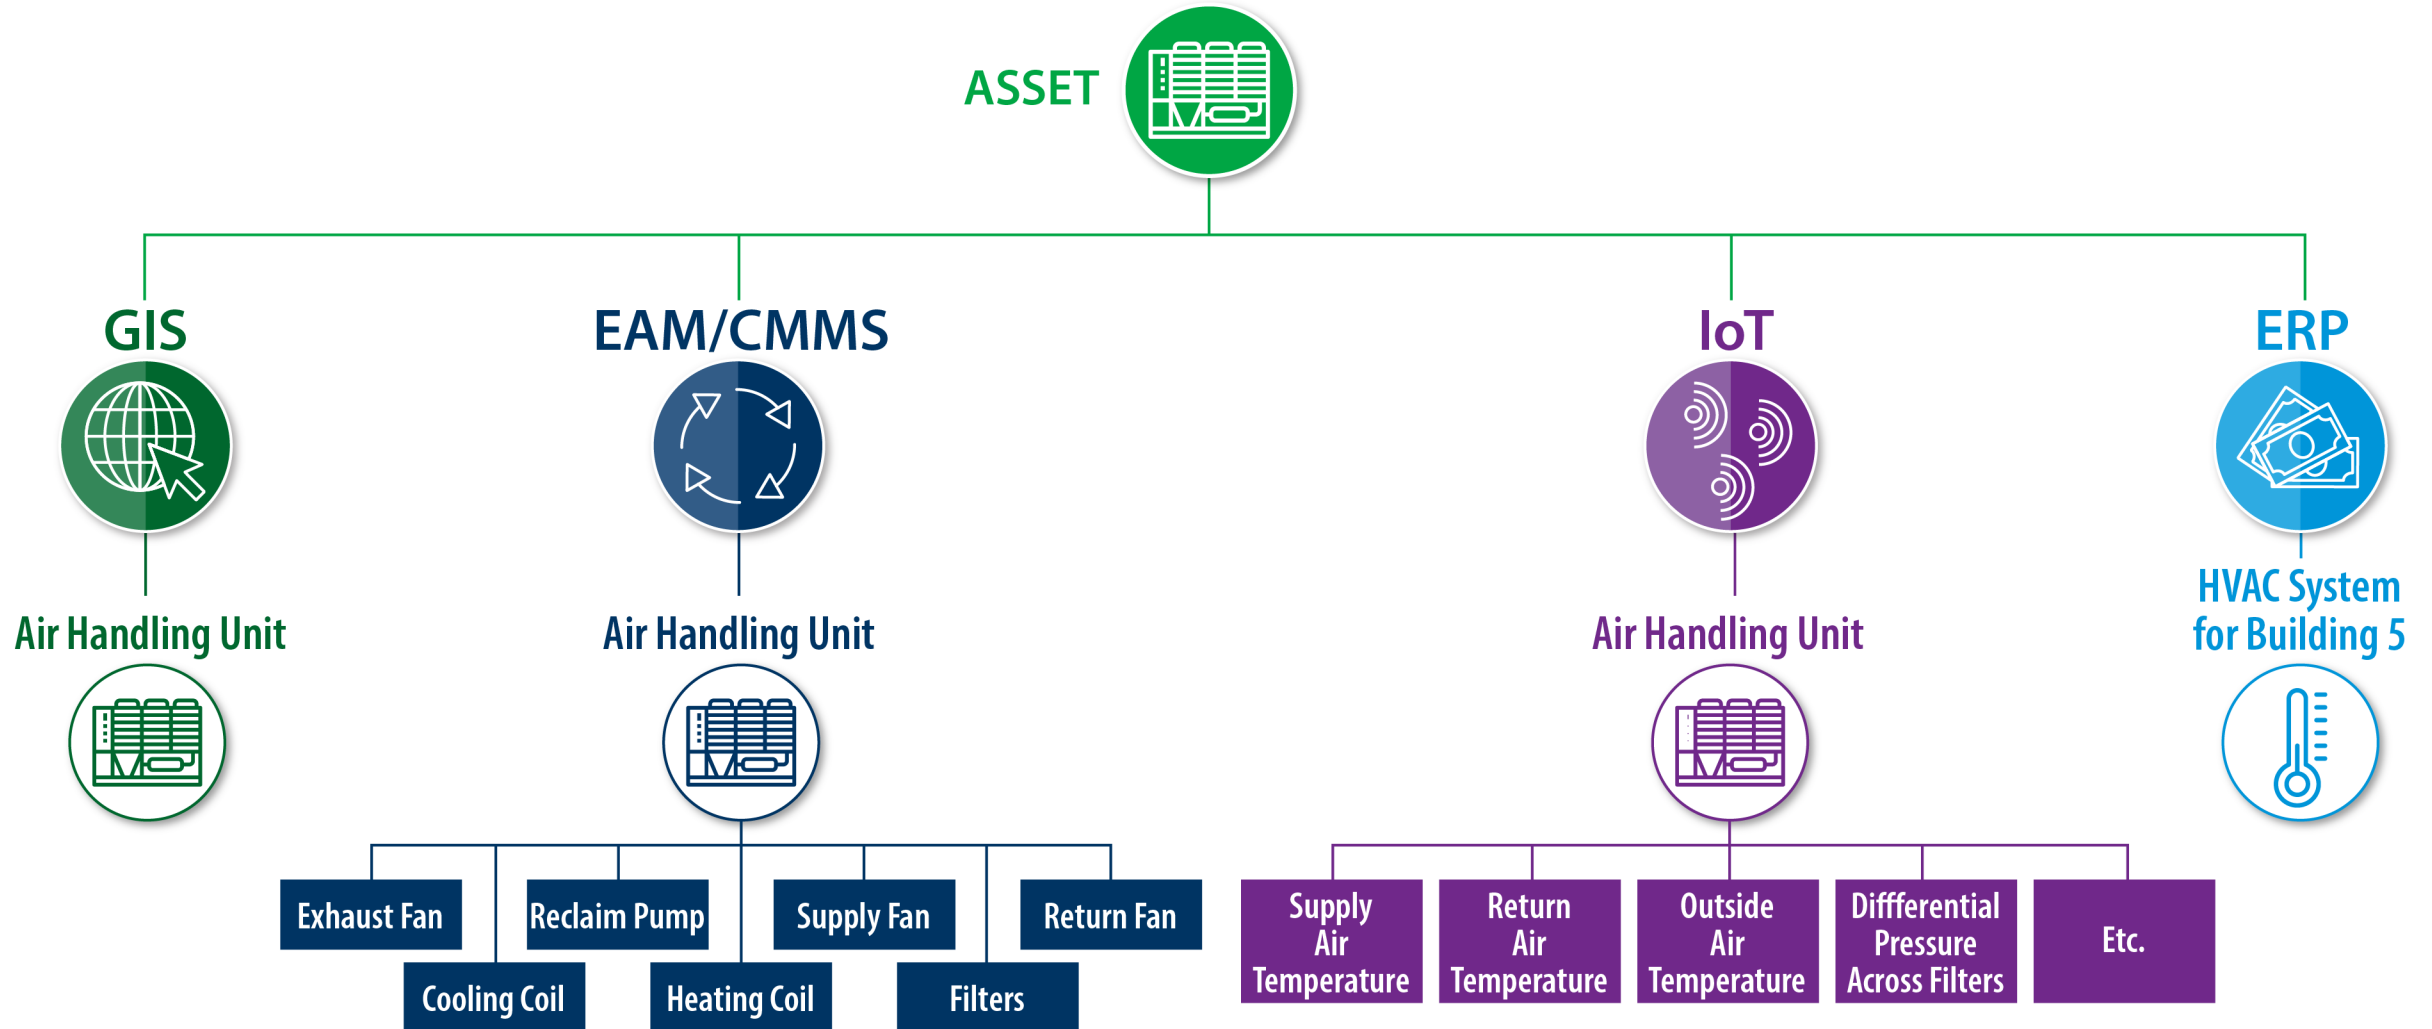 ASSET
GIS
EAM/CMMS
IoT
ERP
Air Handling Unit
Air Handling Unit
Air Handling Unit
HVAC System
for Building 5
Exhaust Fan
Reclaim Pump
Supply Fan
Return Fan
Cooling Coil
Heating Coil
Filters
Supply
Air
Temperature
Return
Air
Temperature
Outside
Air
Temperature
Diffferential
Pressure
Across Filters
Etc.